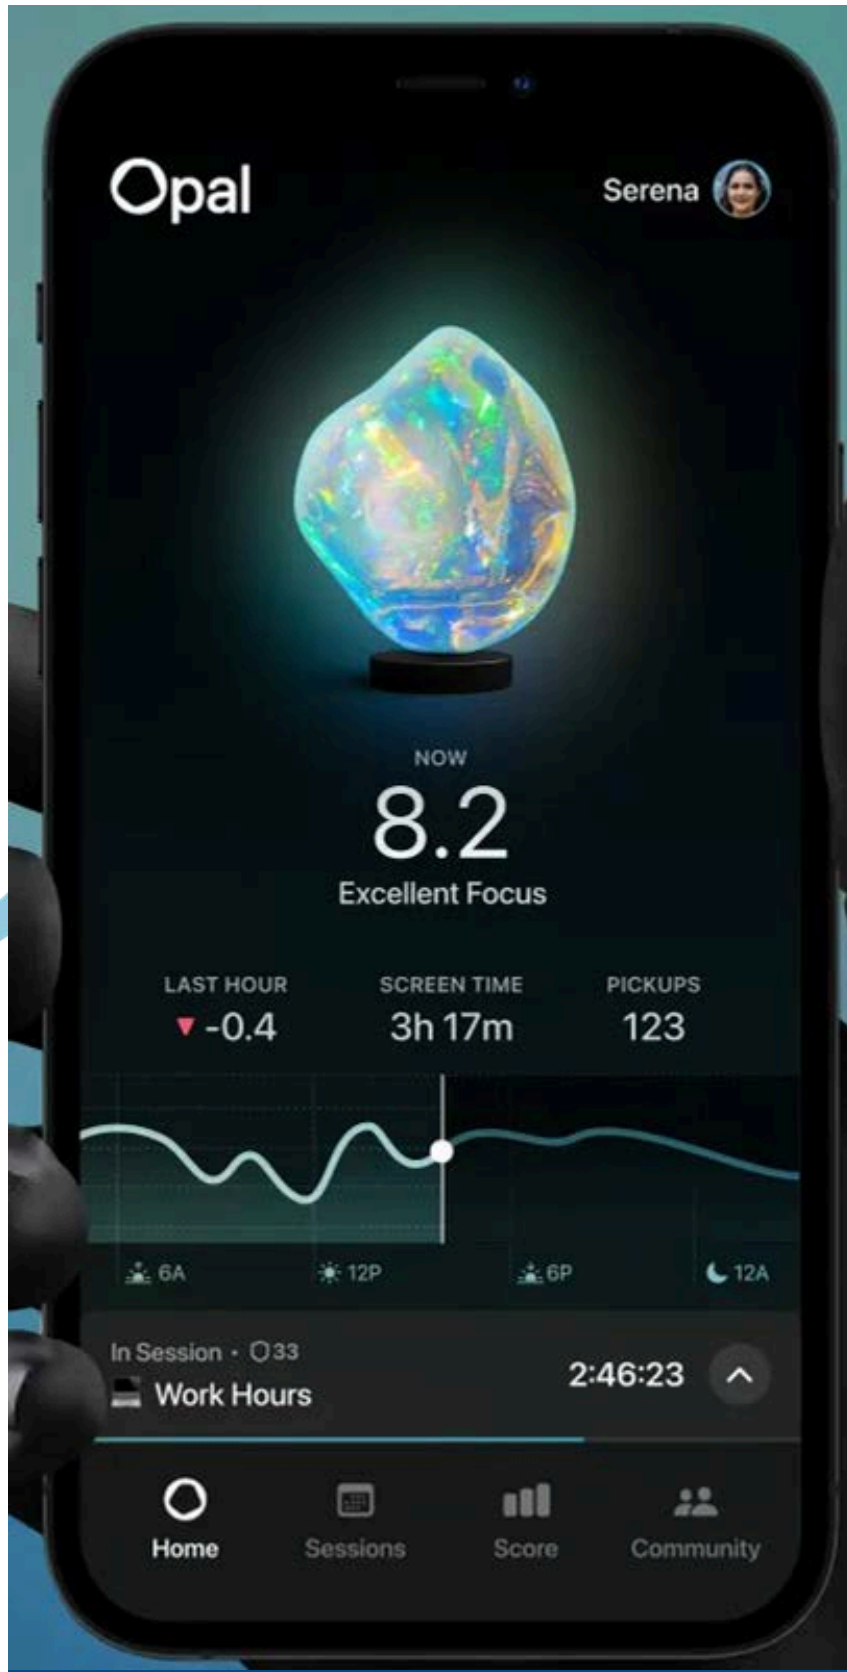 Opal
Serena
NOW
8.2
Excellent Focus
LAST HOUR SCREEN TIME PICKUPS
▼ -0.4 3h 17m 123
6A 12P 6P 12A
In Session • 33
Work Hours
2:46:23
Home Sessions Score Community